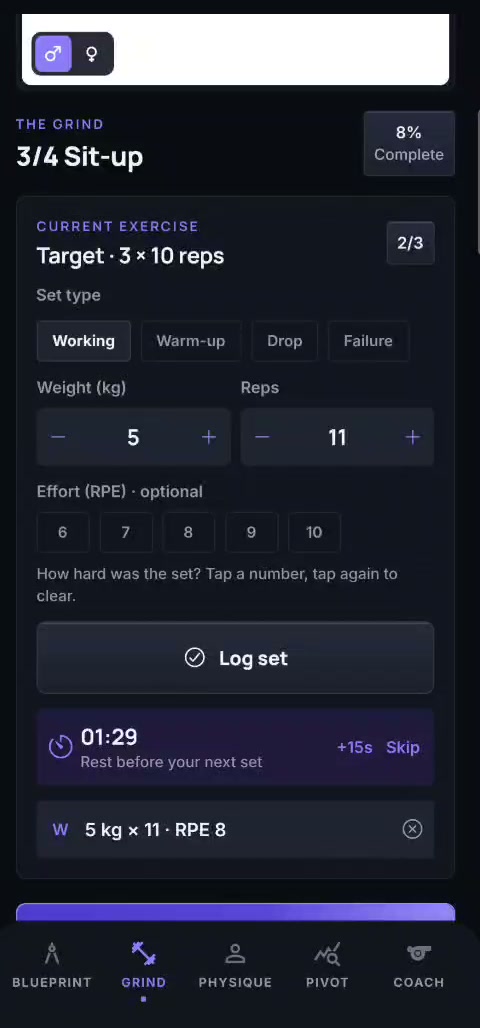 THE GRIND
3/4 Sit-up
8%
Complete
CURRENT EXERCISE
Target · 3 × 10 reps
2/3
Set type
Working
Warm-up
Drop
Failure
Weight (kg)
Reps
− 5 +
− 11 +
Effort (RPE) · optional
6
7
8
9
10
How hard was the set? Tap a number, tap again to
clear.
Log set
01:29
Rest before your next set
+15s
Skip
W
5 kg × 11 · RPE 8
BLUEPRINT
GRIND
PHYSIQUE
PIVOT
COACH